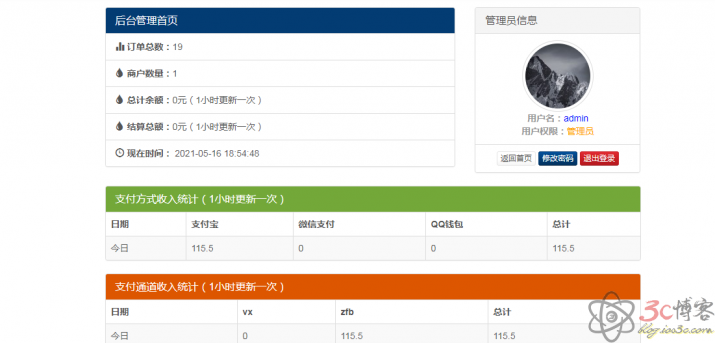 后台管理首页
订单总数：19
商户数量：1
总计余额：0元（1小时更新一次）
结算总额：0元（1小时更新一次）
现在时间： 2021-05-16 18:54:48
管理员信息
用户名：admin
用户权限：管理员
返回首页 修改密码 退出登录
支付方式收入统计（1小时更新一次）
日期 支付宝 微信支付 QQ钱包 总计
今日 115.5 0 0 115.5
支付通道收入统计（1小时更新一次）
日期 vx zfb 总计
今日 0 115.5 115.5
3c博客
blog.ios3c.com